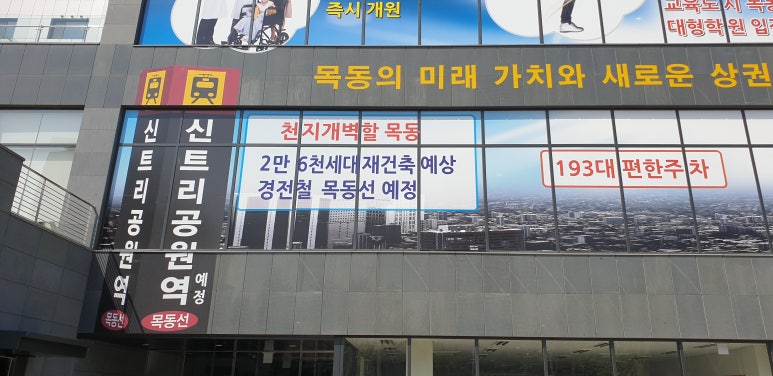 즉시 개원
교육도시 목동
대형학원 입
목동의 미래 가치와 새로운 상권
천지개벽할 목동
2만 6천세대 재건축 예상
경전철 목동선 예정
193대 편한주차
신트리공원역
목동선
신트리공원역 예정
목동선